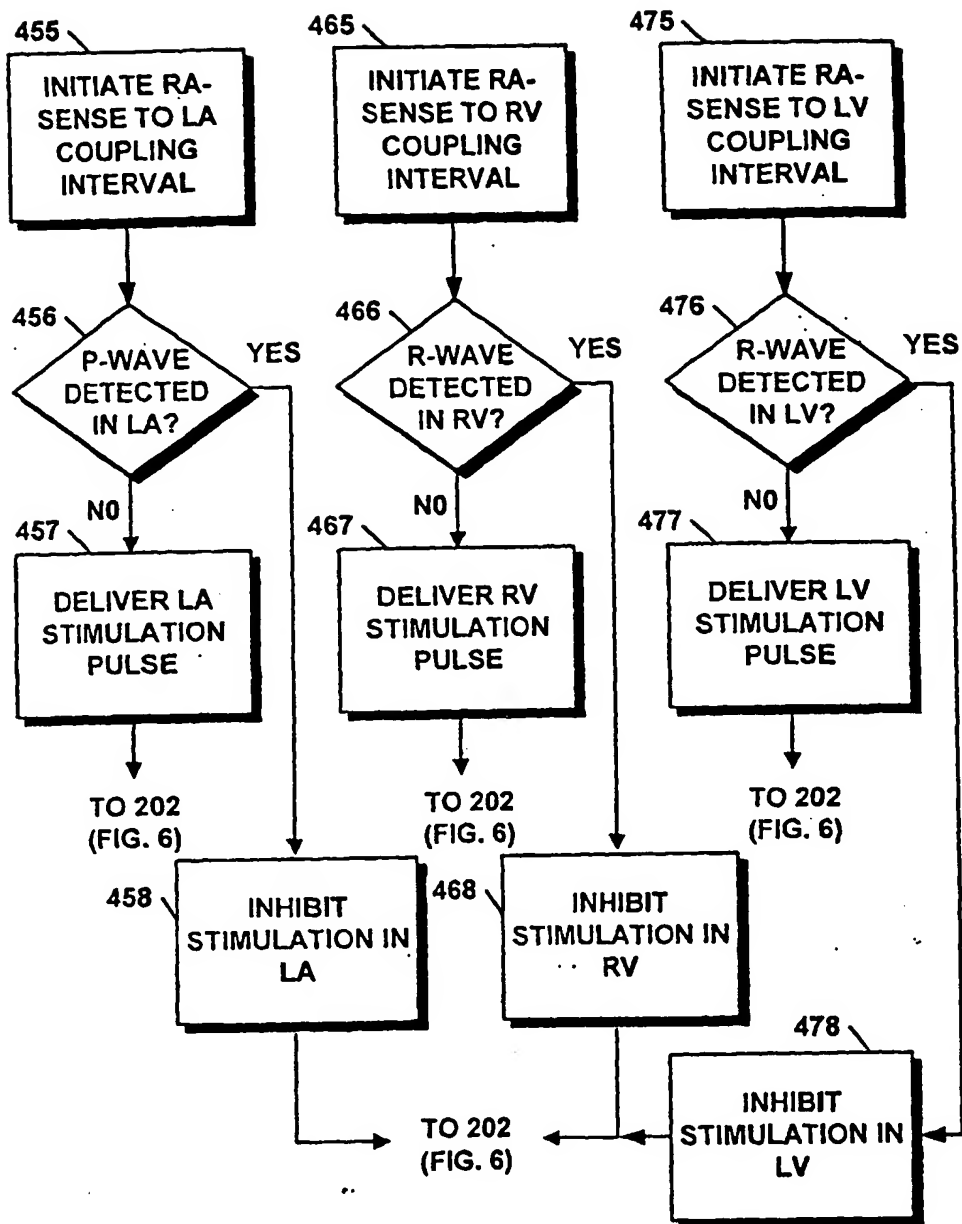 455
INITIATE RA-
SENSE TO LA
COUPLING
INTERVAL
465
INITIATE RA-
SENSE TO RV
COUPLING
INTERVAL
475
INITIATE RA-
SENSE TO LV
COUPLING
INTERVAL
456
P-WAVE
DETECTED
IN LA?
YES
NO
466
R-WAVE
DETECTED
IN RV?
YES
NO
476
R-WAVE
DETECTED
IN LV?
YES
NO
457
DELIVER LA
STIMULATION
PULSE
467
DELIVER RV
STIMULATION
PULSE
477
DELIVER LV
STIMULATION
PULSE
TO 202
(FIG. 6)
TO 202
(FIG. 6)
TO 202
(FIG. 6)
458
INHIBIT
STIMULATION IN
LA
468
INHIBIT
STIMULATION IN
RV
478
INHIBIT
STIMULATION IN
LV
TO 202
(FIG. 6)